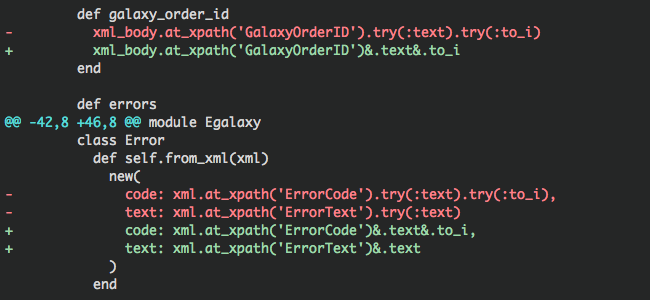 def galaxy_order_id
-         xml_body.at_xpath('GalaxyOrderID').try(:text).try(:to_i)
+         xml_body.at_xpath('GalaxyOrderID')&.text&.to_i
        end

        def errors
@@ -42,8 +46,8 @@ module Egalaxy
        class Error
          def self.from_xml(xml)
            new(
-             code: xml.at_xpath('ErrorCode').try(:text).try(:to_i),
-             text: xml.at_xpath('ErrorText').try(:text)
+             code: xml.at_xpath('ErrorCode')&.text&.to_i,
+             text: xml.at_xpath('ErrorText')&.text
            )
          end